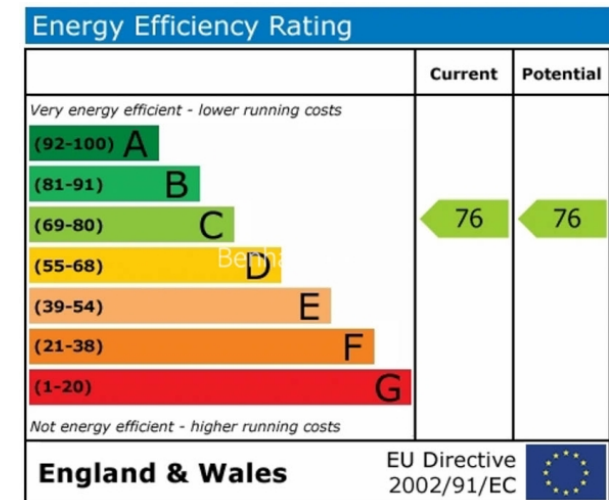 Energy Efficiency Rating
Current Potential
Very energy efficient - lower running costs
(92-100) A
(81-91) B
(69-80) C 76 76
(55-68) D
(39-54) E
(21-38) F
(1-20) G
Not energy efficient - higher running costs
England & Wales
EU Directive
2002/91/EC